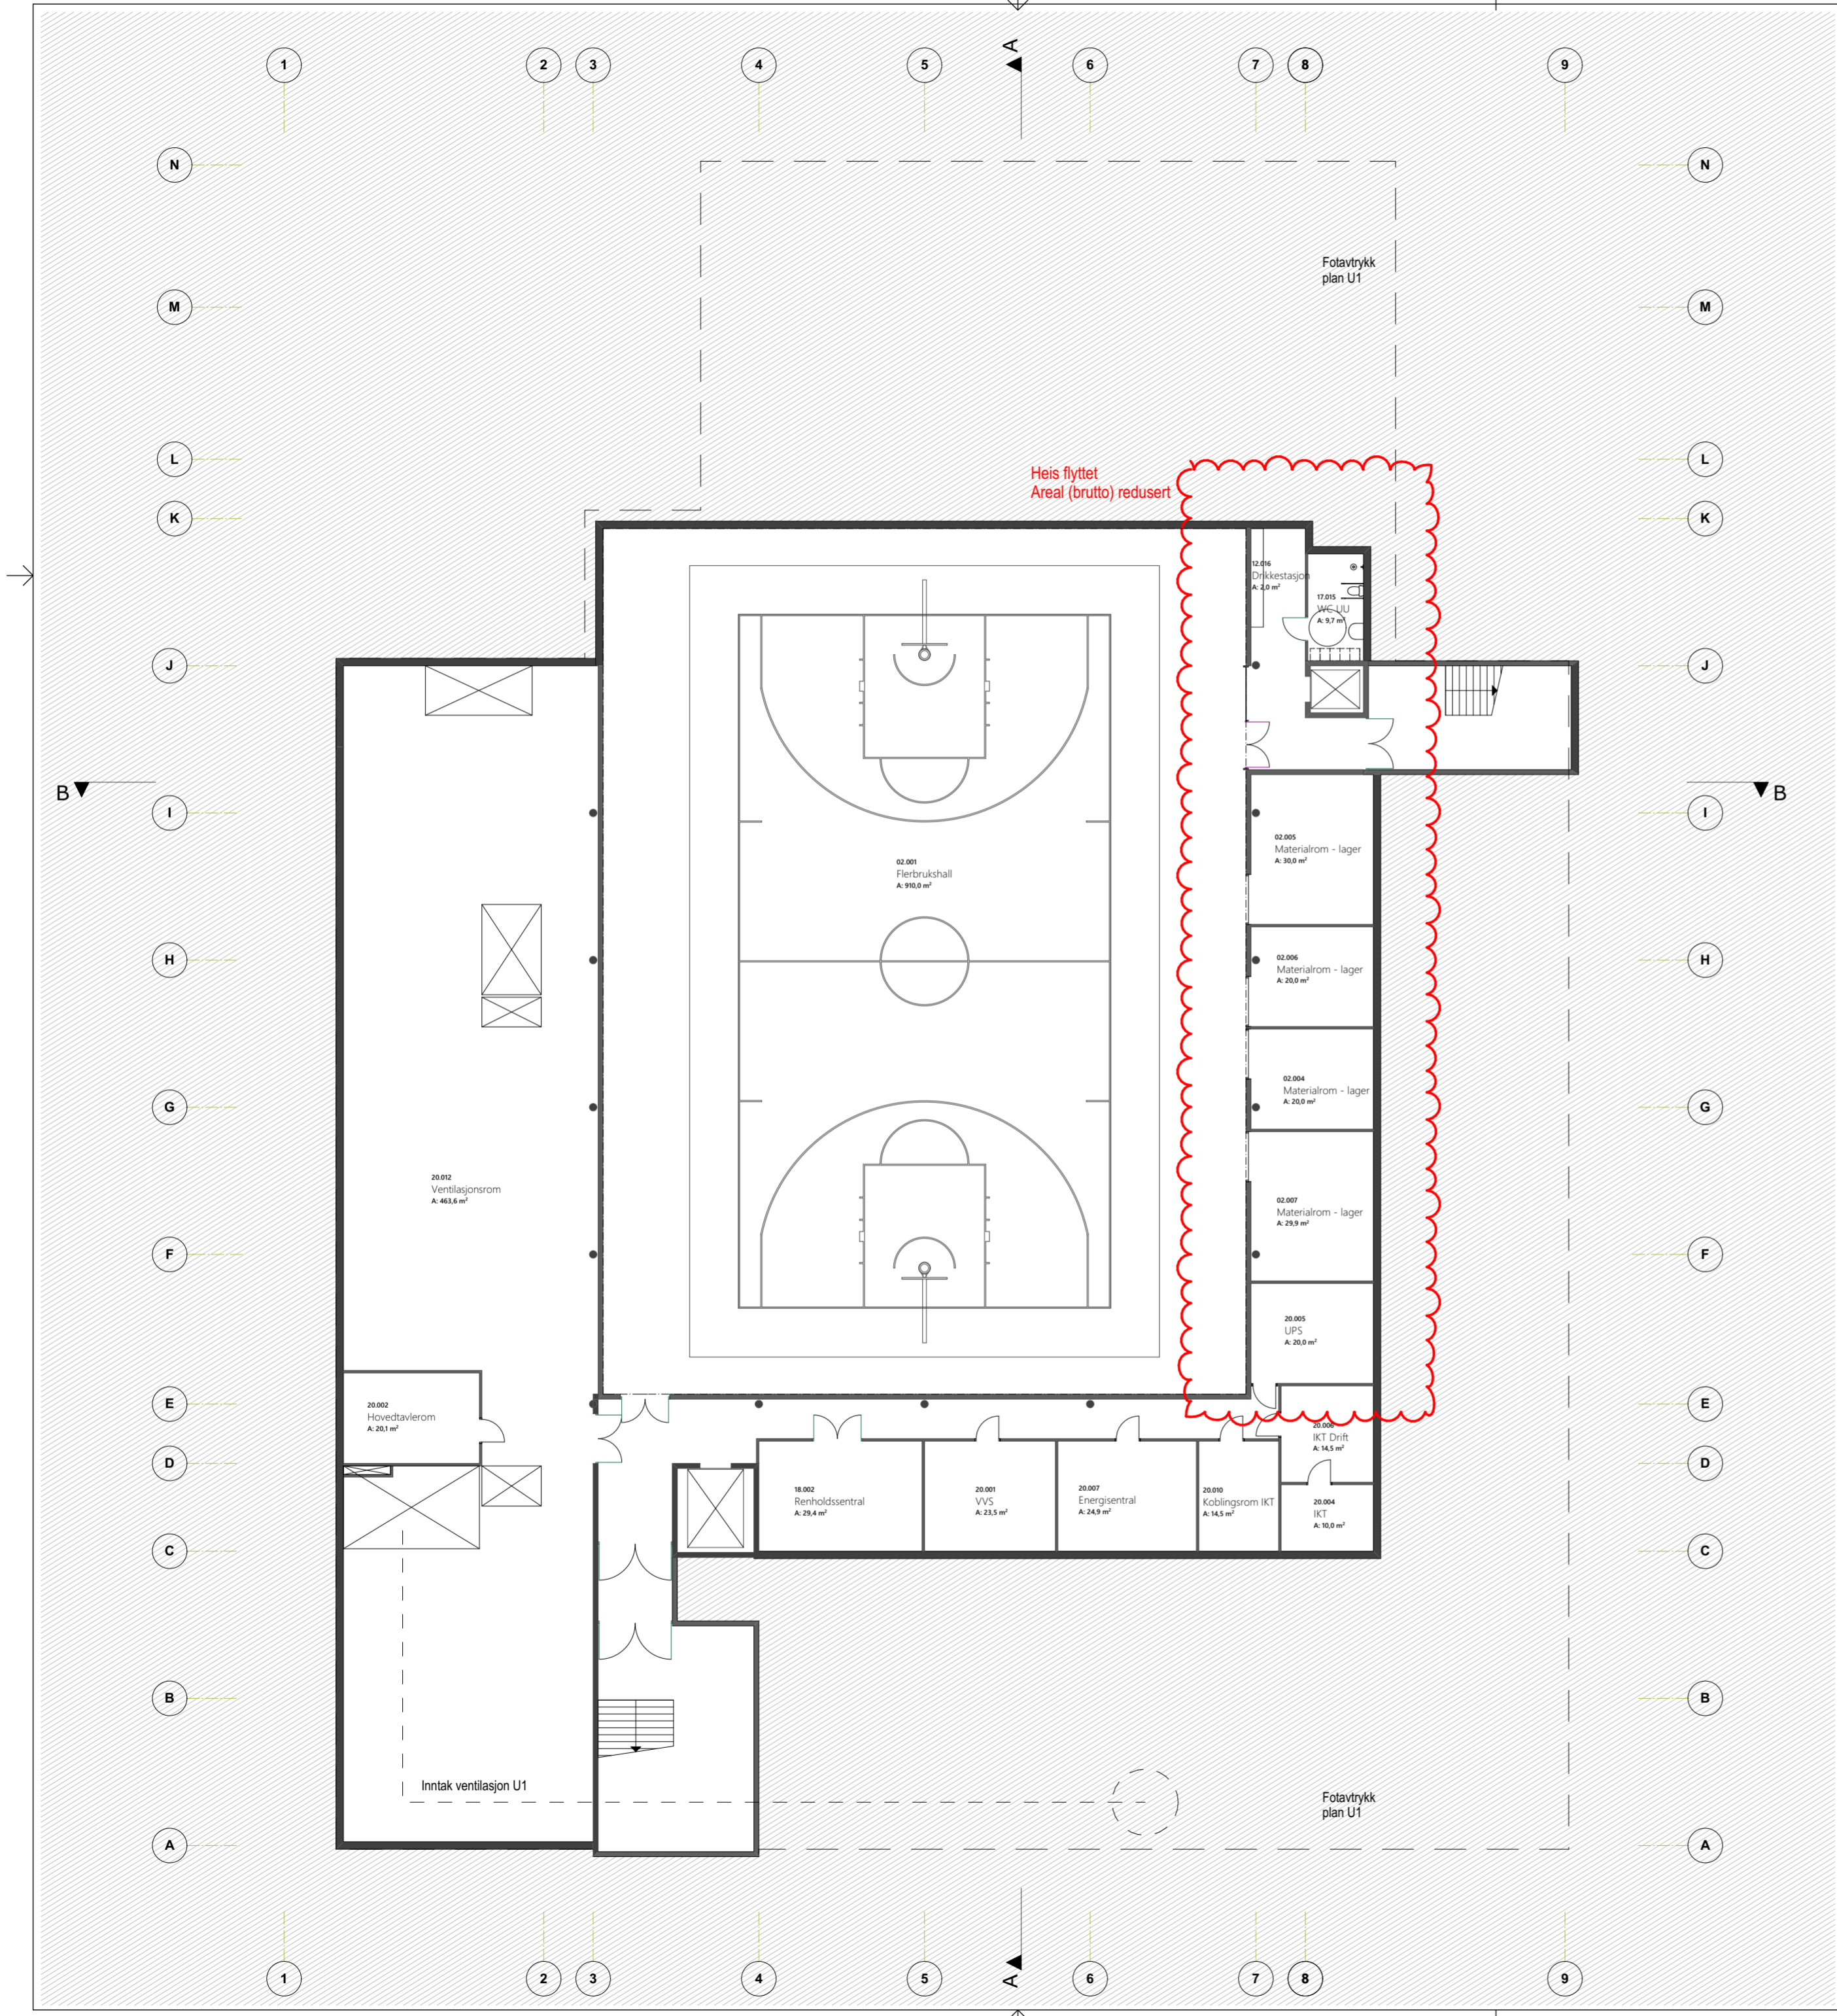 A
1 2 3 4 5 6 7 8 9
N N
Fotavtrykk
plan U1
M M
L L
Heis flyttet
Areal (brutto) redusert
K K
12.016
Drikkestasjon
A: 2,0 m²
17.015
WC UU
A: 9,7 m²
J J
B B
I I
02.005
Materialrom - lager
A: 30,0 m²
02.001
Flerbrukshall
A: 910,0 m²
H H
02.006
Materialrom - lager
A: 20,0 m²
02.004
Materialrom - lager
A: 20,0 m²
G G
20.012
Ventilasjonsrom
A: 463,6 m²
02.007
Materialrom - lager
A: 29,9 m²
F F
20.005
UPS
A: 20,0 m²
E E
20.002
Hovedtavlerom
A: 20,1 m²
20.006
IKT Drift
A: 14,5 m²
D D
18.002
Renholdssentral
A: 29,4 m²
20.001
VVS
A: 23,5 m²
20.007
Energisentral
A: 24,9 m²
20.010
Koblingsrom IKT
A: 14,5 m²
20.004
IKT
A: 10,0 m²
C C
B B
Inntak ventilasjon U1
Fotavtrykk
plan U1
A A
A
1 2 3 4 5 6 7 8 9